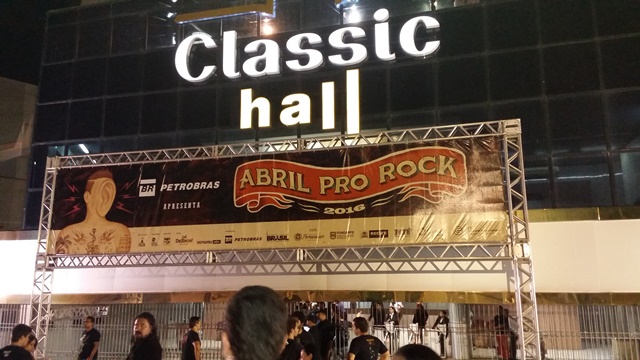 Classic
hall
BR PETROBRAS
APRESENTA
ABRIL PRO ROCK
2016
PETROBRAS BRASIL